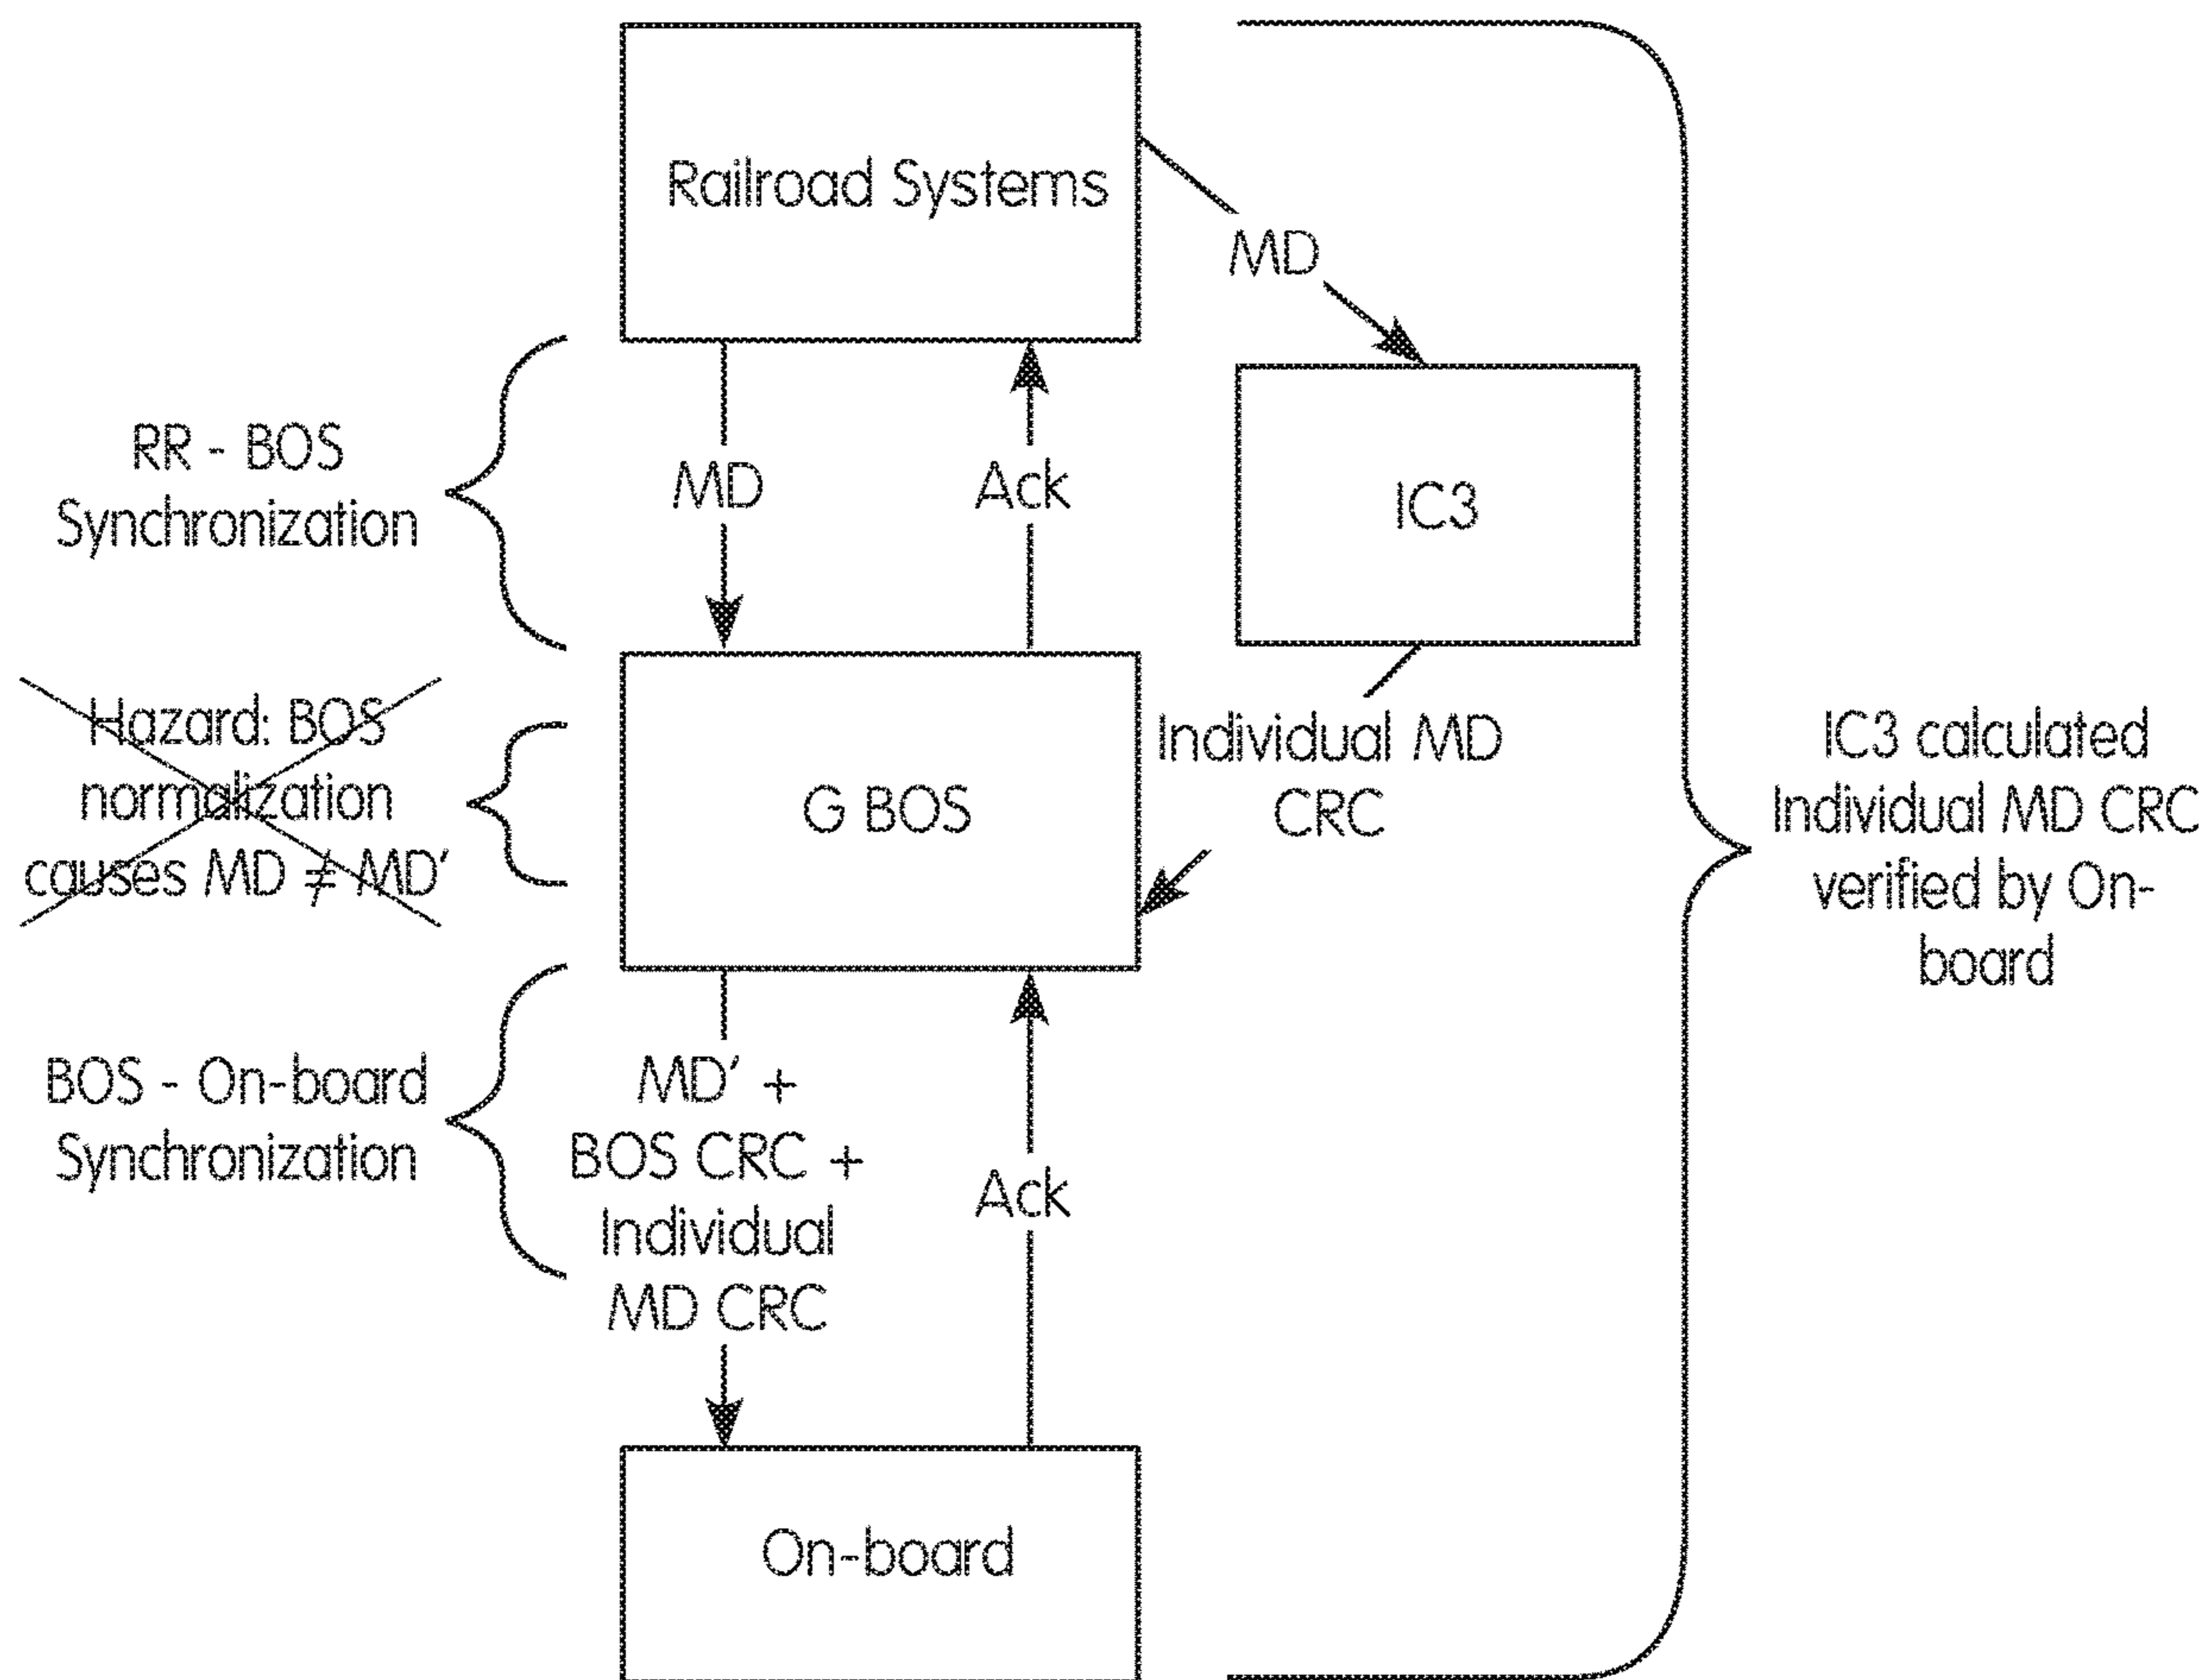 Railroad Systems
MD
RR - BOS
Synchronization
MD
Ack
IC3
Hazard: BOS
normalization
causes MD ≠ MD'
G BOS
Individual MD
CRC
IC3 calculated
Individual MD CRC
verified by On-
board
BOS - On-board
Synchronization
MD' +
BOS CRC +
Individual
MD CRC
Ack
On-board